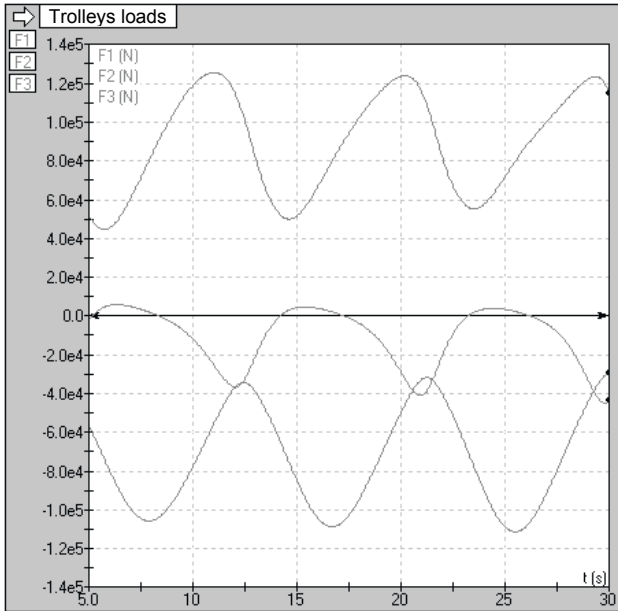 Trolleys loads
F1
F2
F3
F1 (N)
F2 (N)
F3 (N)
1.4e5
1.2e5
1.0e5
8.0e4
6.0e4
4.0e4
2.0e4
0.0
-2.0e4
-4.0e4
-6.0e4
-8.0e4
-1.0e5
-1.2e5
-1.4e5
5.0
10
15
20
25
30
t (s)